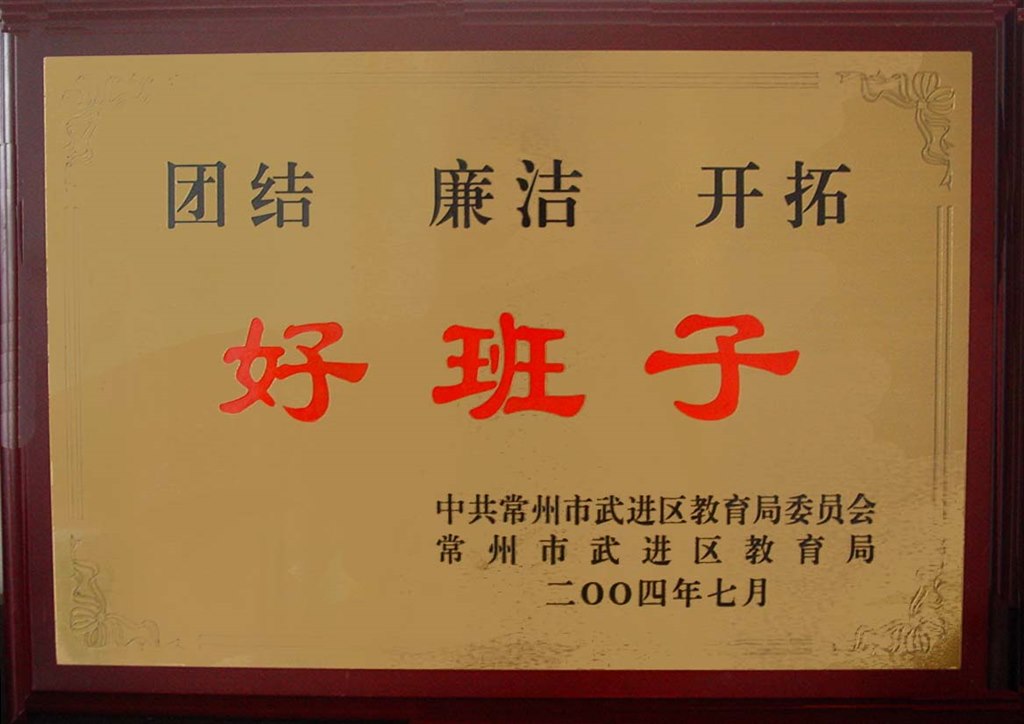 团结 廉洁 开拓
好班子
中共常州市武进区教育局委员会
常州市武进区教育局
二OO四年七月